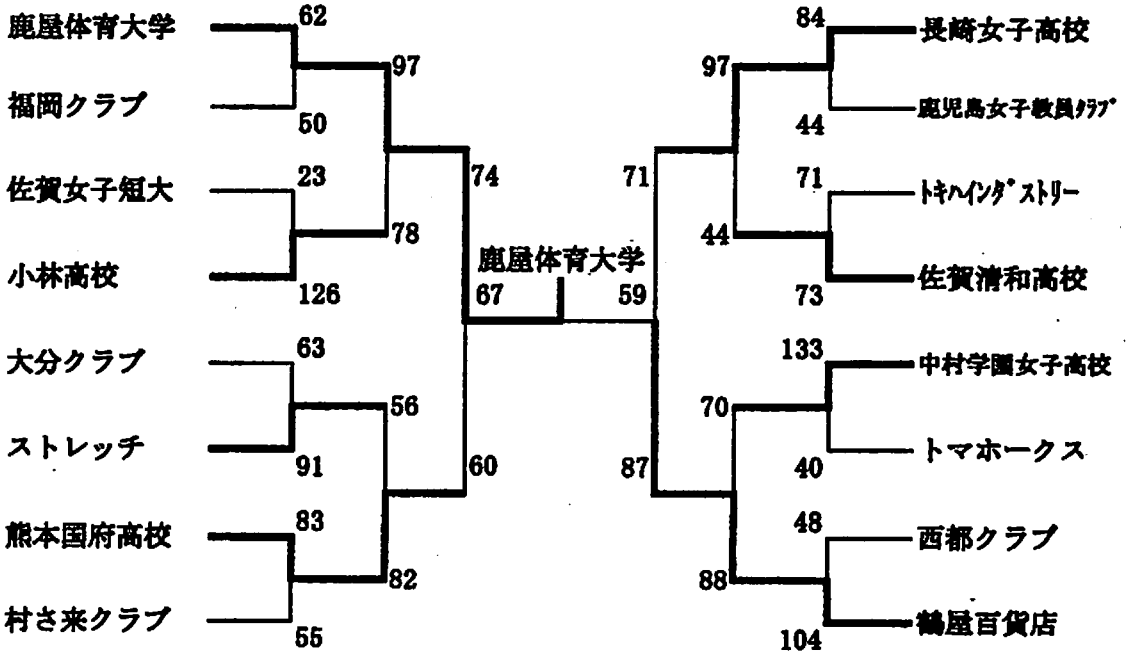 鹿屋体育大学
62
97
福岡クラブ
50
佐賀女子短大
23
74
78
小林高校
126
大分クラブ
63
56
ストレッチ
91
60
熊本国府高校
83
82
村さ来クラブ
55
鹿屋体育大学
67
59
84
長崎女子高校
97
鹿児島女子教員クラブ
44
71
71
トキハインダストリー
44
佐賀清和高校
73
133
中村学園女子高校
70
トマホークス
40
87
48
西都クラブ
88
鶴屋百貨店
104